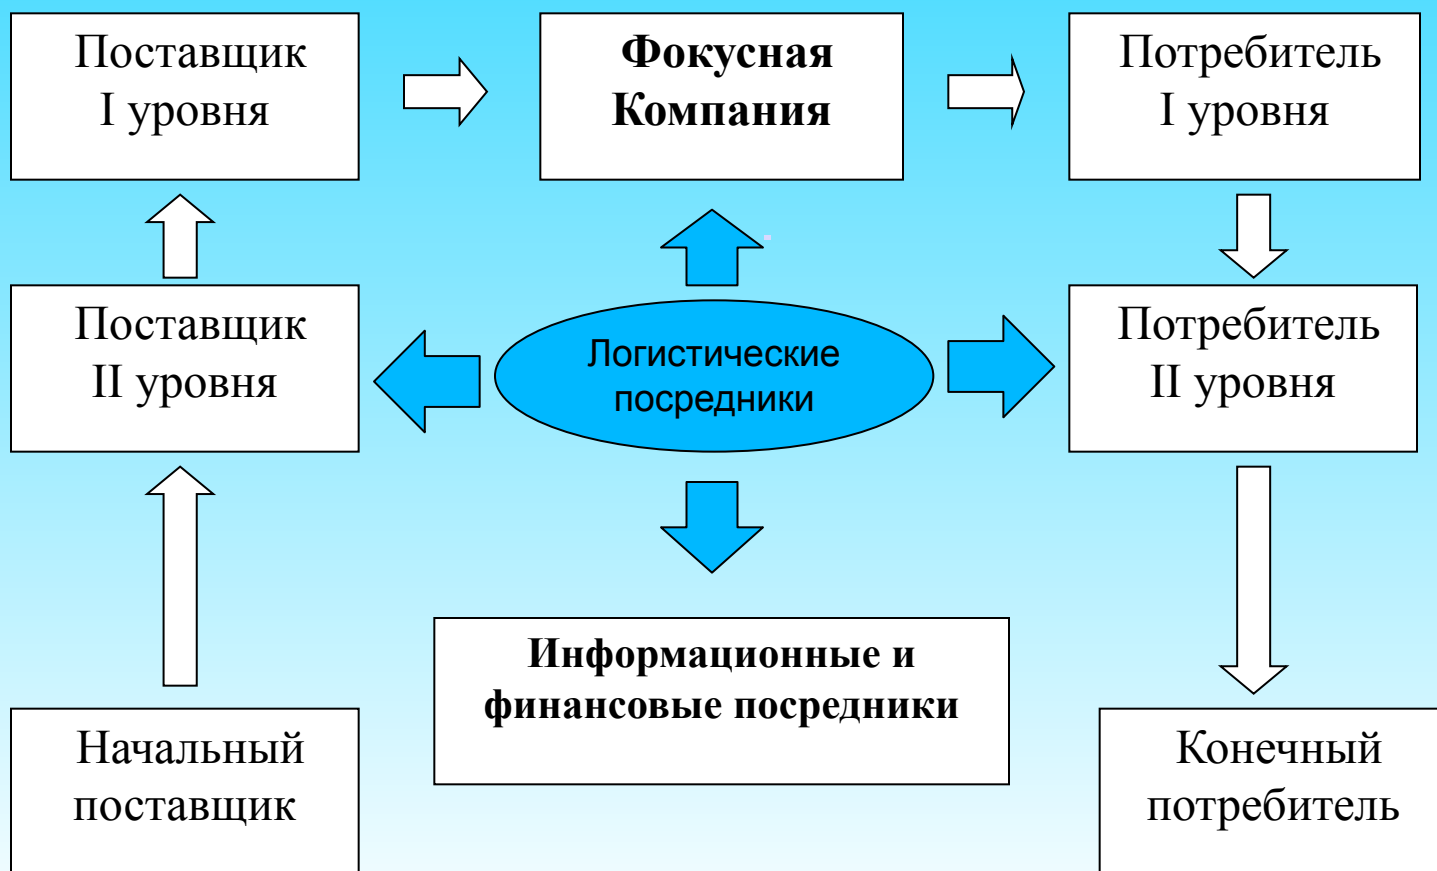 Поставщик
I уровня
Фокусная
Компания
Потребитель
I уровня
Поставщик
II уровня
Логистические
посредники
Потребитель
II уровня
Информационные и
финансовые посредники
Начальный
поставщик
Конечный
потребитель